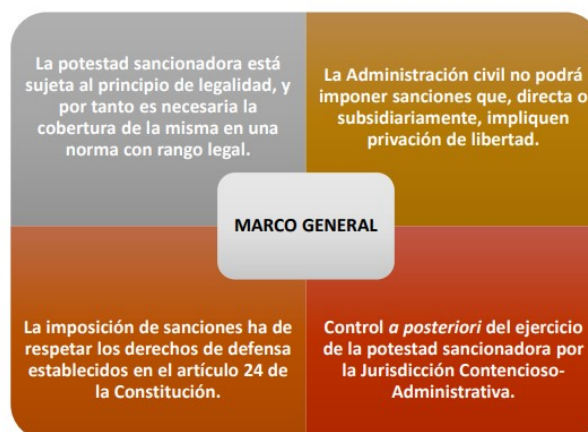 La potestad sancionadora está
sujeta al principio de legalidad, y
por tanto es necesaria la
cobertura de la misma en una
norma con rango legal.
La Administración civil no podrá
imponer sanciones que, directa o
subsidiariamente, impliquen
privación de libertad.
MARCO GENERAL
La imposición de sanciones ha de
respetar los derechos de defensa
establecidos en el artículo 24 de
la Constitución.
Control a posteriori del ejercicio
de la potestad sancionadora por
la Jurisdicción Contencioso-
Administrativa.